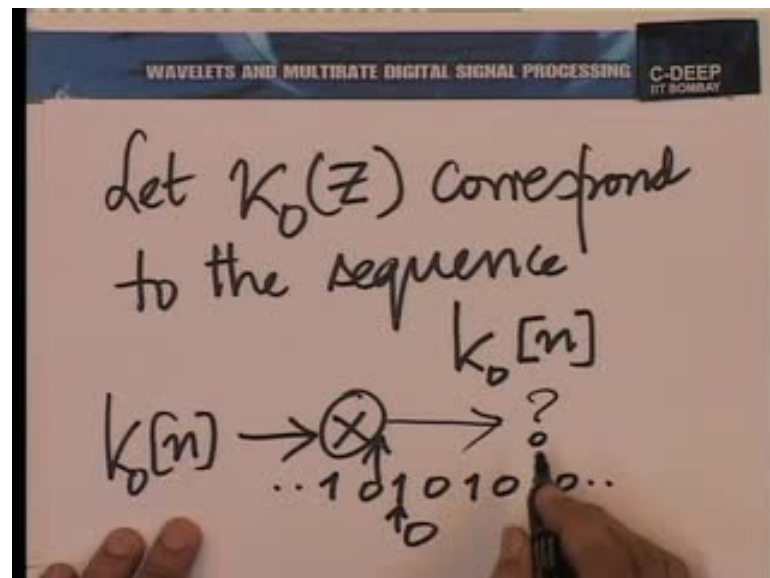 WAVELETS AND MULTIRATE DIGITAL SIGNAL PROCESSING
C-DEEP
IIT BOMBAY
Let K₀(Z) correspond
to the sequence
k₀[n]
k₀[n] → ⊗ → ?
..1 0 1 0 1 0 0..
↑0